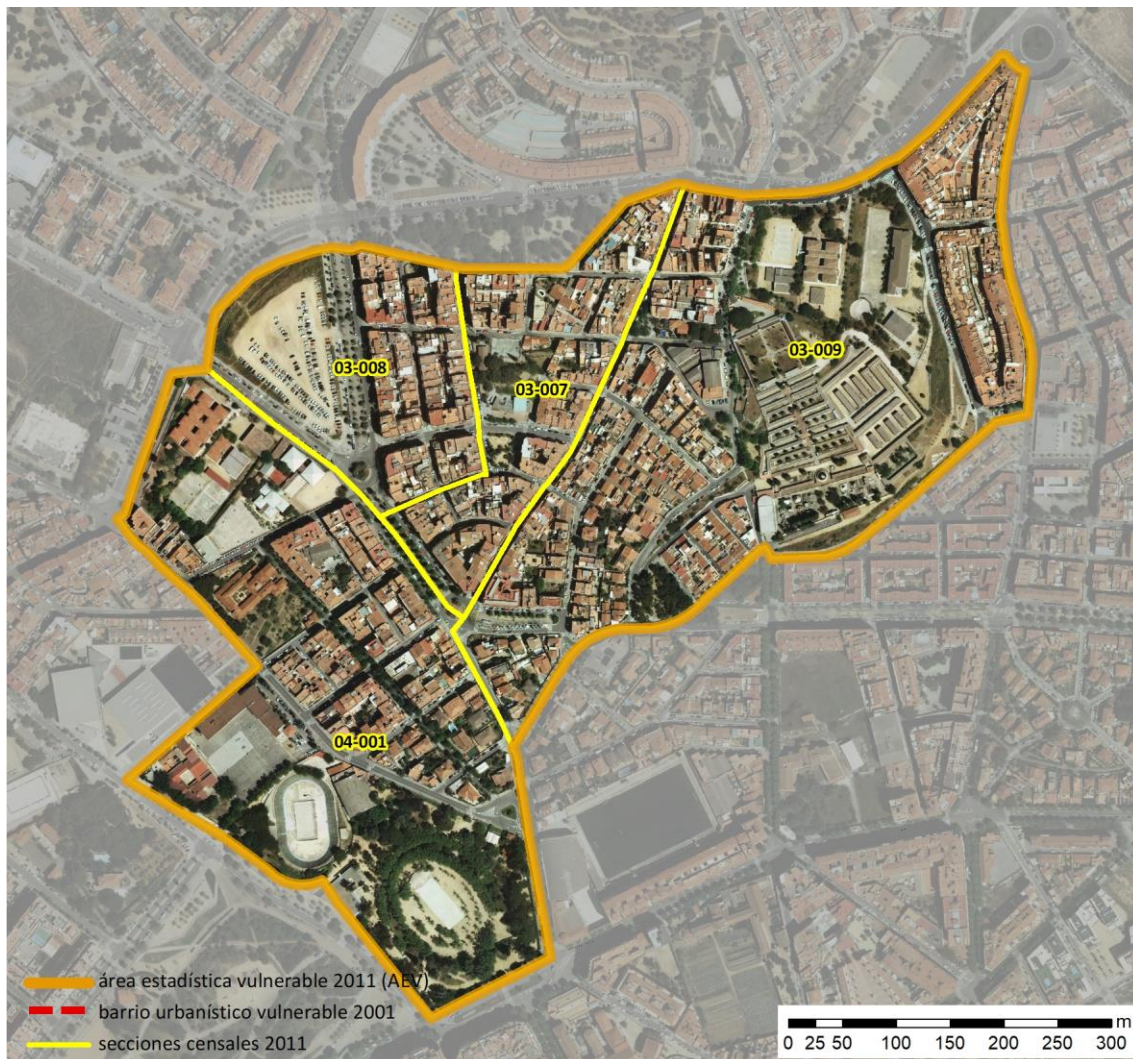 03-008
03-007
03-009
04-001
área estadística vulnerable 2011 (AEV)
barrio urbanístico vulnerable 2001
secciones censales 2011
m
0 25 50 100 150 200 250 300